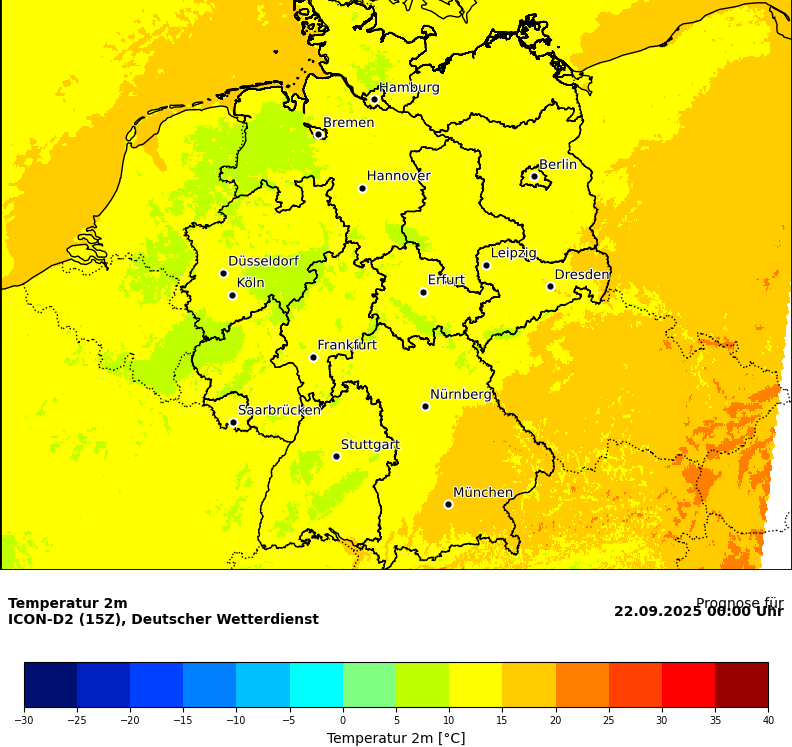 Hamburg
Bremen
Berlin
Hannover
Leipzig
Düsseldorf
Dresden
Köln
Erfurt
Frankfurt
Nürnberg
Saarbrücken
Stuttgart
München
Temperatur 2m
Prognose für
ICON-D2 (15Z), Deutscher Wetterdienst
22.09.2025 00:00 Uhr
−30 −25 −20 −15 −10 −5 0 5 10 15 20 25 30 35 40
Temperatur 2m [°C]